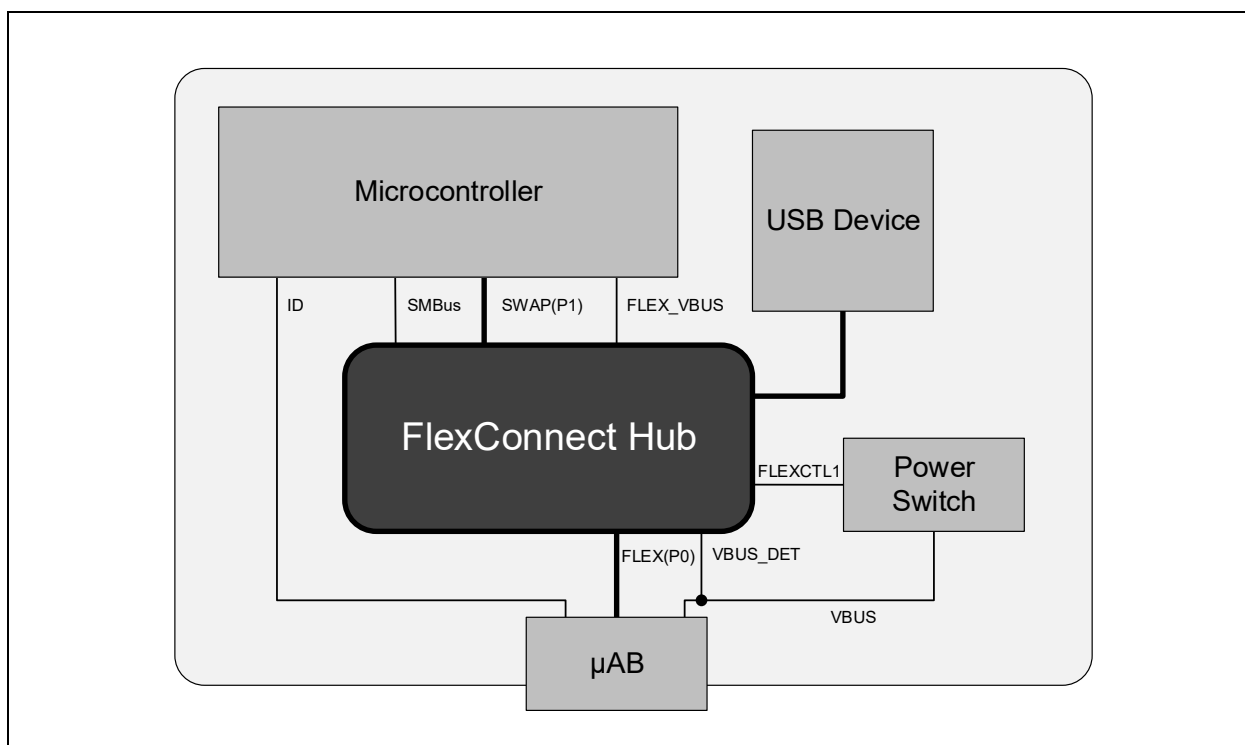 Microcontroller
USB Device
ID
SMBus
SWAP(P1)
FLEX_VBUS
FlexConnect Hub
FLEXCTL1
Power
Switch
FLEX(P0)
VBUS_DET
VBUS
µAB